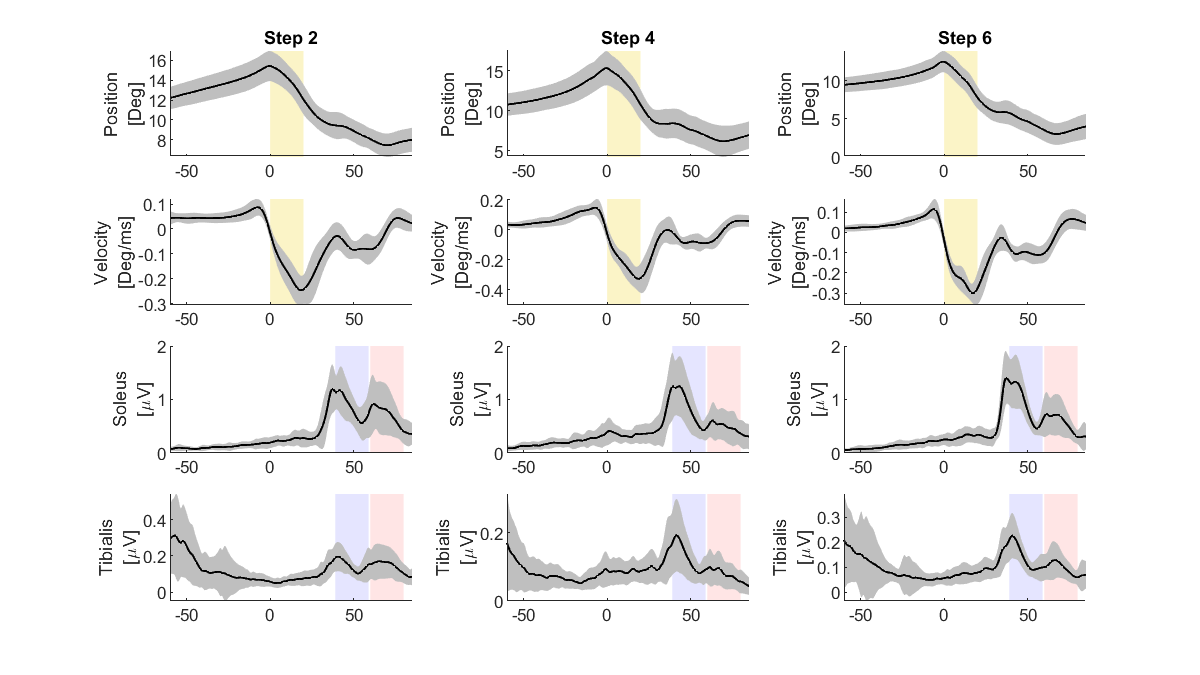 Step 2
Step 4
Step 6
Position
[Deg]
16
14
12
10
8
-50
0
50
Position
[Deg]
15
10
5
-50
0
50
Position
[Deg]
10
5
0
-50
0
50
Velocity
[Deg/ms]
0.1
0
-0.1
-0.2
-0.3
-50
0
50
Velocity
[Deg/ms]
0.2
0
-0.2
-0.4
-50
0
50
Velocity
[Deg/ms]
0.1
0
-0.1
-0.2
-0.3
-50
0
50
Soleus
[μV]
2
1
0
-50
0
50
Soleus
[μV]
2
1
0
-50
0
50
Soleus
[μV]
2
1
0
-50
0
50
Tibialis
[μV]
0.4
0.2
0
-50
0
50
Tibialis
[μV]
0.2
0
-50
0
50
Tibialis
[μV]
0.3
0.2
0.1
0
-50
0
50